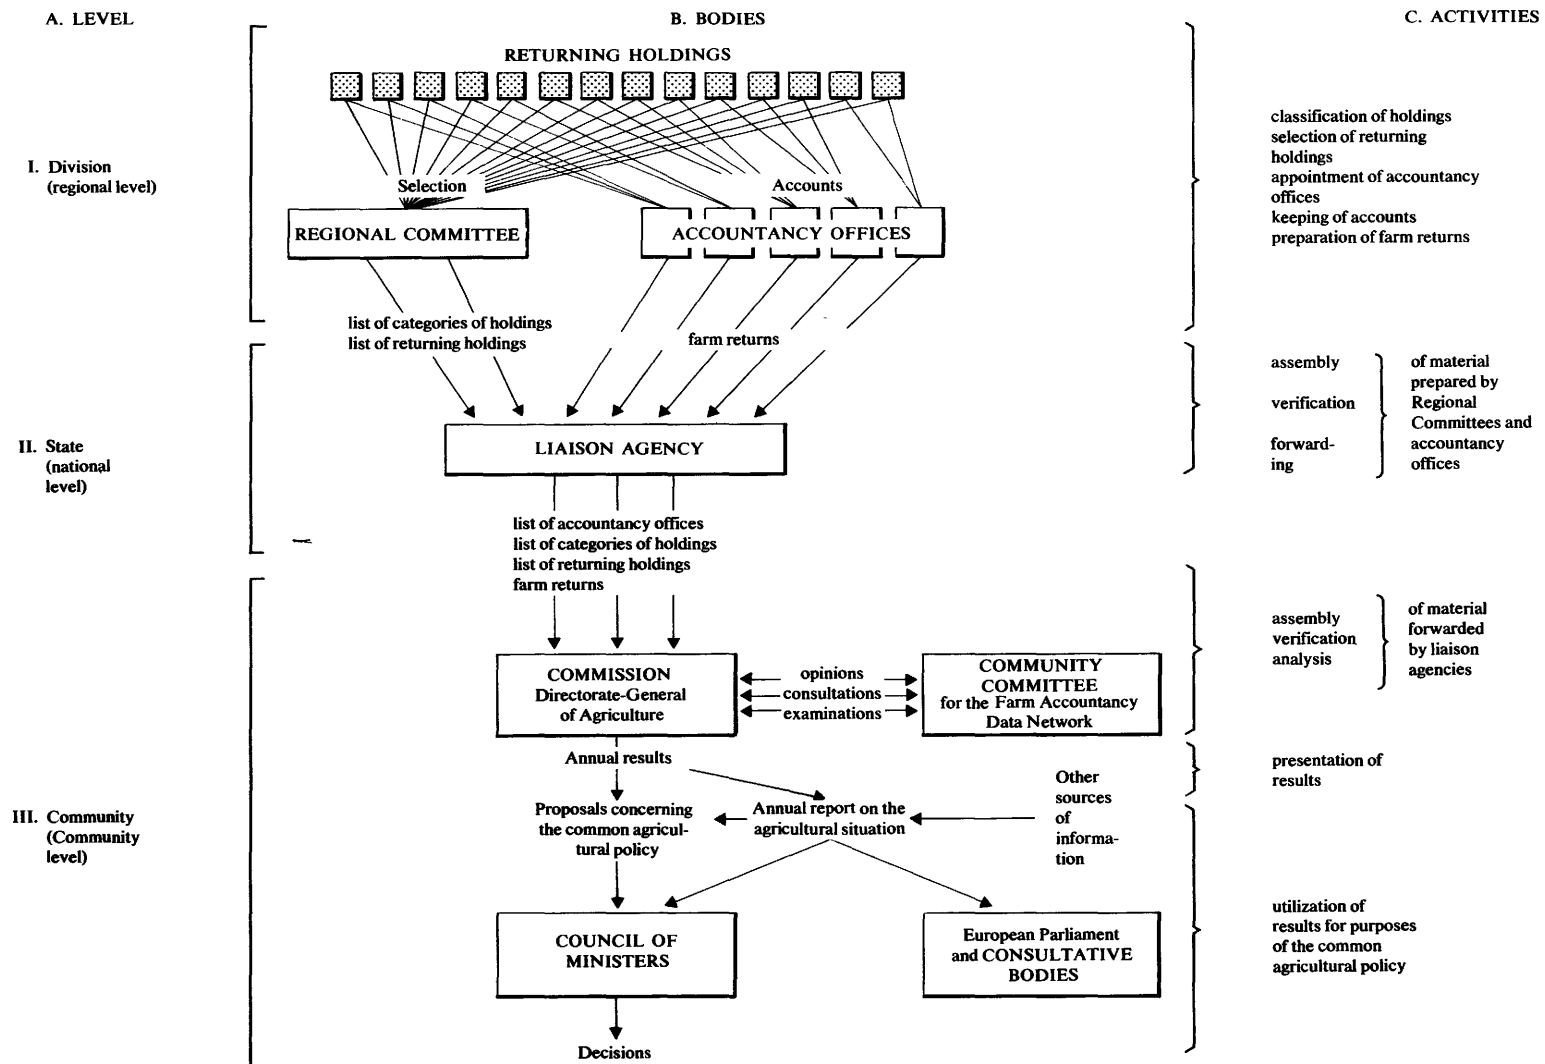 A. LEVEL
B. BODIES
C. ACTIVITIES
RETURNING HOLDINGS
I. Division
(regional level)
Selection
Accounts
REGIONAL COMMITTEE
ACCOUNTANCY OFFICES
classification of holdings
selection of returning
holdings
appointment of accountancy
offices
keeping of accounts
preparation of farm returns
list of categories of holdings
list of returning holdings
farm returns
II. State
(national
level)
LIAISON AGENCY
assembly
verification
forward-
ing
of material
prepared by
Regional
Committees and
accountancy
offices
list of accountancy offices
list of categories of holdings
list of returning holdings
farm returns
III. Community
(Community
level)
COMMISSION
Directorate-General
of Agriculture
opinions
consultations
examinations
COMMUNITY
COMMITTEE
for the Farm Accountancy
Data Network
assembly
verification
analysis
of material
forwarded
by liaison
agencies
Annual results
presentation of
results
Proposals concerning
the common agricul-
tural policy
Annual report on the
agricultural situation
Other
sources
of
informa-
tion
COUNCIL OF
MINISTERS
European Parliament
and CONSULTATIVE
BODIES
utilization of
results for purposes
of the common
agricultural policy
Decisions